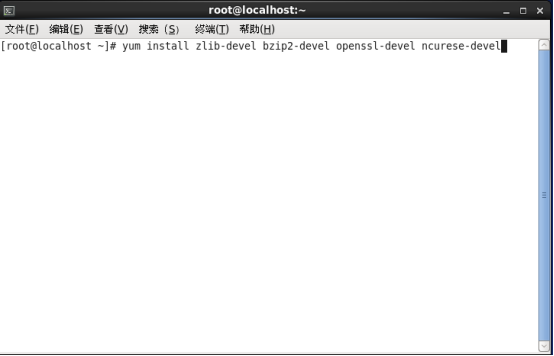 root@localhost:~
文件(F) 编辑(E) 查看(V) 搜索 (S) 终端(T) 帮助(H)
[root@localhost ~]# yum install zlib-devel bzip2-devel openssl-devel ncurese-devel